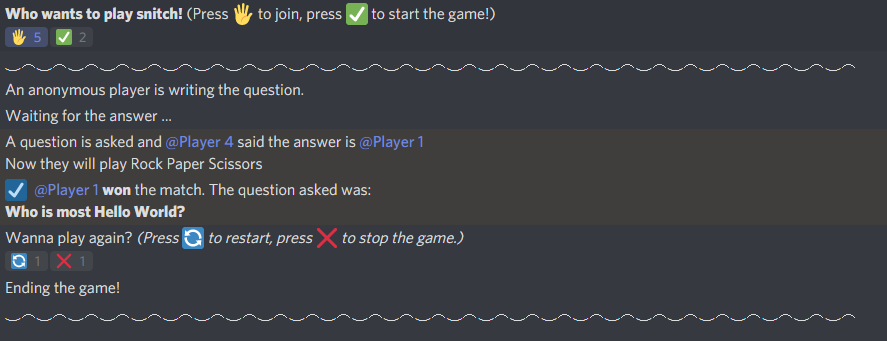 Who wants to play snitch! (Press 🖐 to join, press ✅ to start the game!)
🖐 5 ✅ 2
An anonymous player is writing the question.
Waiting for the answer ...
A question is asked and @Player 4 said the answer is @Player 1
Now they will play Rock Paper Scissors
☑ @Player 1 won the match. The question asked was:
Who is most Hello World?
Wanna play again? (Press 🔄 to restart, press ❌ to stop the game.)
🔄 1 ❌ 1
Ending the game!